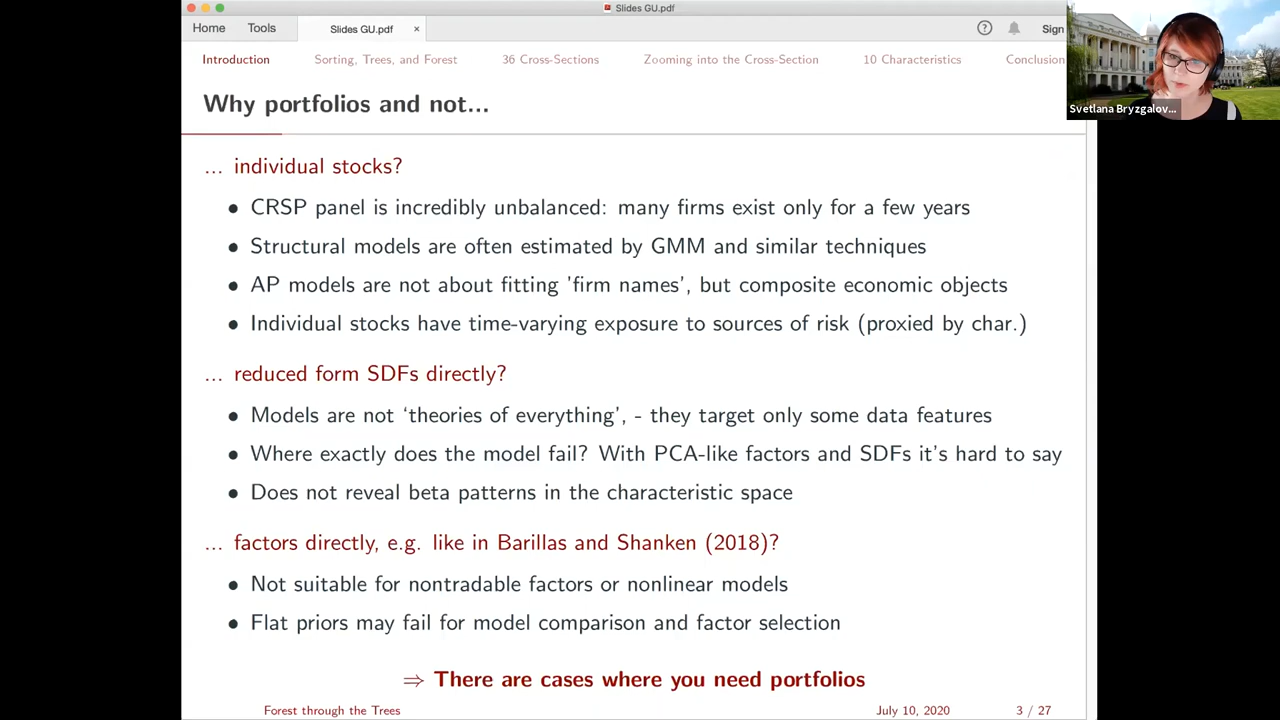 Slides GU.pdf
Home Tools Slides GU.pdf × ? Sign
Introduction Sorting, Trees, and Forest 36 Cross-Sections Zooming into the Cross-Section 10 Characteristics Conclusion
Svetlana Bryzgalov...
Why portfolios and not...
... individual stocks?
• CRSP panel is incredibly unbalanced: many firms exist only for a few years
• Structural models are often estimated by GMM and similar techniques
• AP models are not about fitting 'firm names', but composite economic objects
• Individual stocks have time-varying exposure to sources of risk (proxied by char.)
... reduced form SDFs directly?
• Models are not ‘theories of everything’, - they target only some data features
• Where exactly does the model fail? With PCA-like factors and SDFs it's hard to say
• Does not reveal beta patterns in the characteristic space
... factors directly, e.g. like in Barillas and Shanken (2018)?
• Not suitable for nontradable factors or nonlinear models
• Flat priors may fail for model comparison and factor selection
⇒ There are cases where you need portfolios
Forest through the Trees July 10, 2020 3 / 27